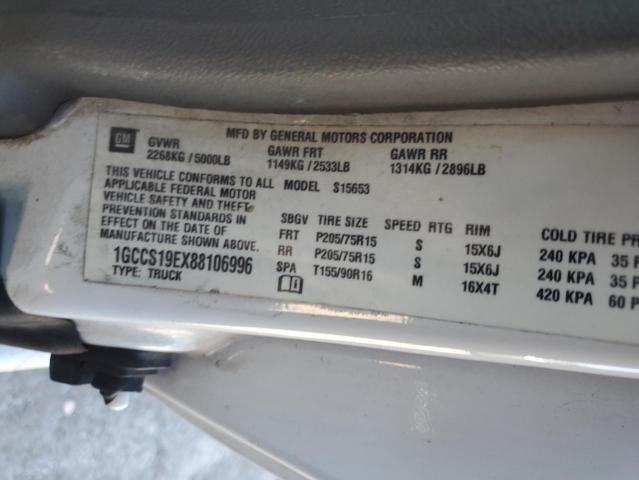 GM
MFD BY GENERAL MOTORS CORPORATION
GVWR GAWR FRT GAWR RR
2268KG / 5000LB 1149KG / 2533LB 1314KG / 2896LB
THIS VEHICLE CONFORMS TO ALL MODEL S15653
APPLICABLE FEDERAL MOTOR
VEHICLE SAFETY AND THEFT
PREVENTION STANDARDS IN
EFFECT ON THE DATE OF
MANUFACTURE SHOWN ABOVE
1GCCS19EX88106996
TYPE: TRUCK
SBGV TIRE SIZE SPEED RTG RIM COLD TIRE PR
FRT P205/75R15 S 15X6J 240 KPA 35 P
RR P205/75R15 S 15X6J 240 KPA 35 P
SPA T155/90R16 M 16X4T 420 KPA 60 P